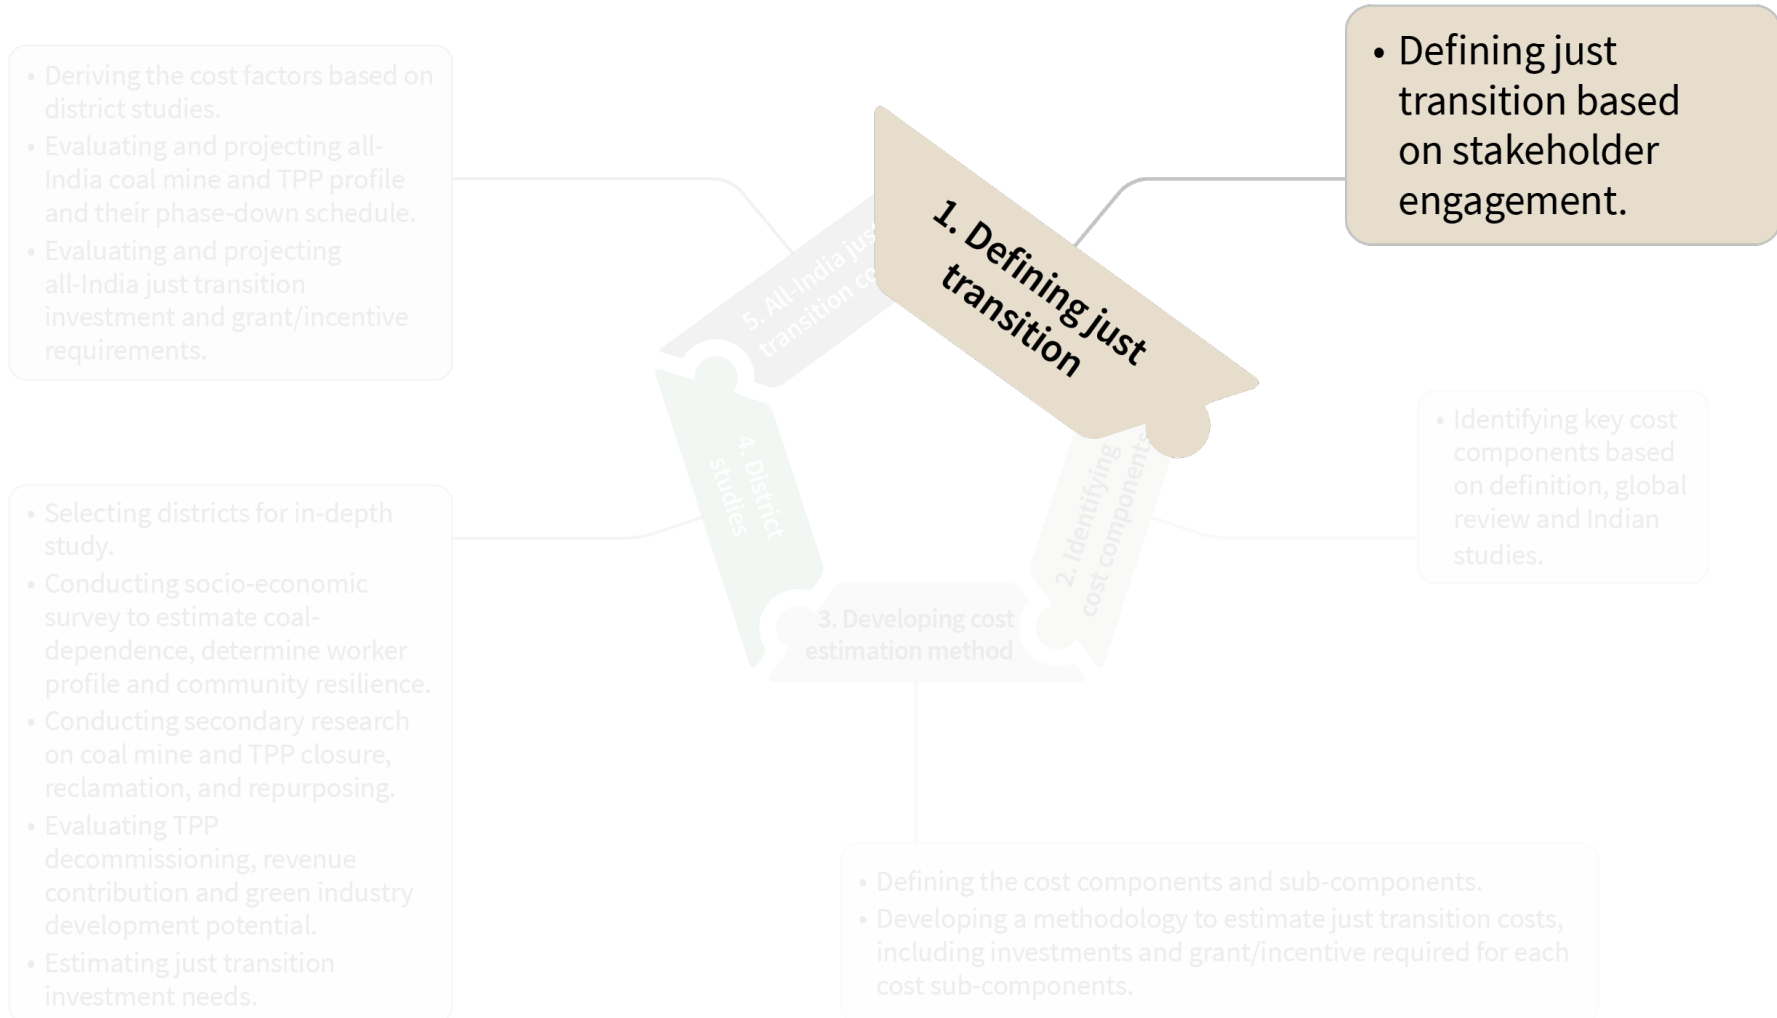 • Defining just
transition based
on stakeholder
engagement.
1. Defining just
transition
• Identifying key cost
components based
on definition, global
review and Indian
studies.
2. Identifying
cost components
3. Developing cost
estimation method
• Defining the cost components and sub-components.
• Developing a methodology to estimate just transition costs,
including investments and grant/incentive required for each
cost sub-components.
4. District
studies
• Selecting districts for in-depth
study.
• Conducting socio-economic
survey to estimate coal-
dependence, determine worker
profile and community resilience.
• Conducting secondary research
on coal mine and TPP closure,
reclamation, and repurposing.
• Evaluating TPP
decommissioning, revenue
contribution and green industry
development potential.
• Estimating just transition
investment needs.
5. All-India just
transition
• Deriving the cost factors based on
district studies.
• Evaluating and projecting all-
India coal mine and TPP profile
and their phase-down schedule.
• Evaluating and projecting
all-India just transition
investment and grant/incentive
requirements.